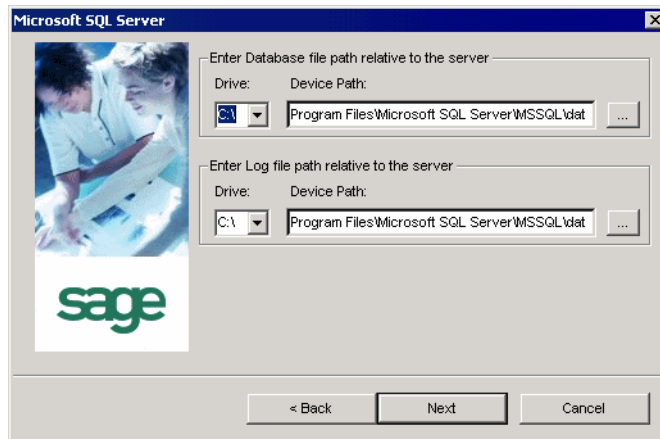 Microsoft SQL Server
Enter Database file path relative to the server
Drive: Device Path:
C:\ Program Files\Microsoft SQL Server\MSSQL\dat ...
Enter Log file path relative to the server
Drive: Device Path:
C:\ Program Files\Microsoft SQL Server\MSSQL\dat ...
sage
< Back Next Cancel